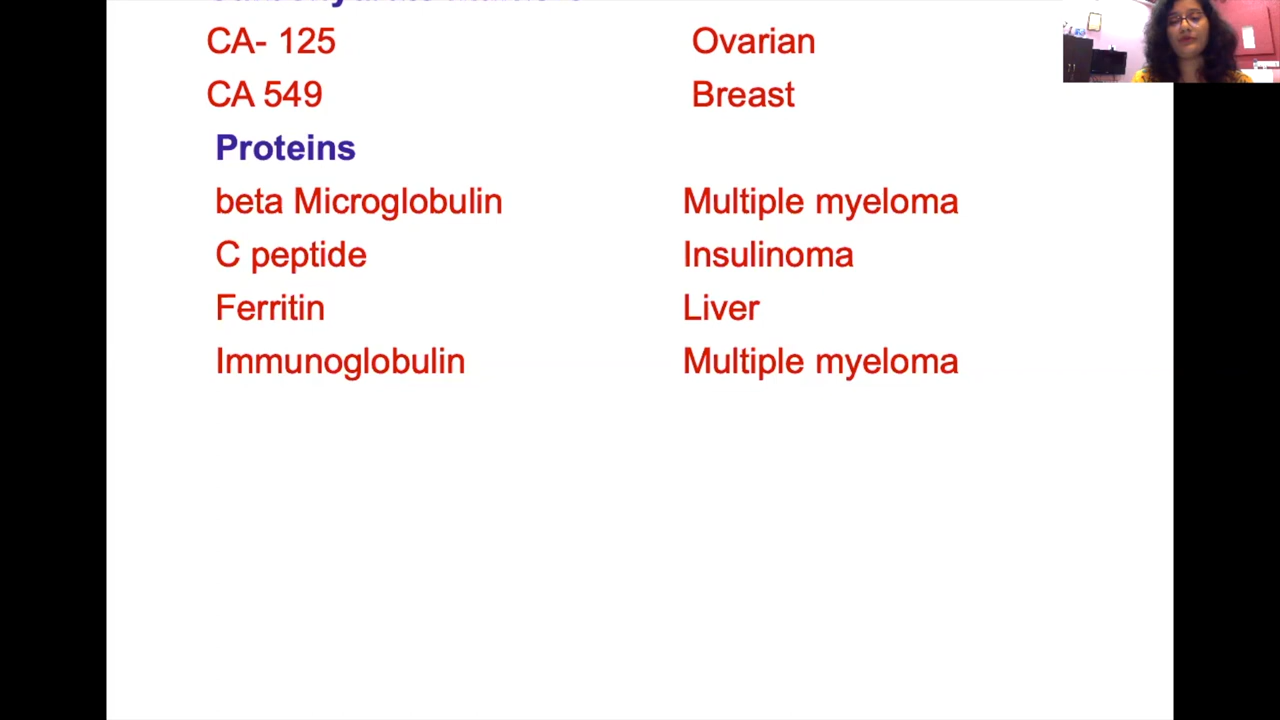 CA- 125 Ovarian
CA 549 Breast
Proteins
beta Microglobulin Multiple myeloma
C peptide Insulinoma
Ferritin Liver
Immunoglobulin Multiple myeloma